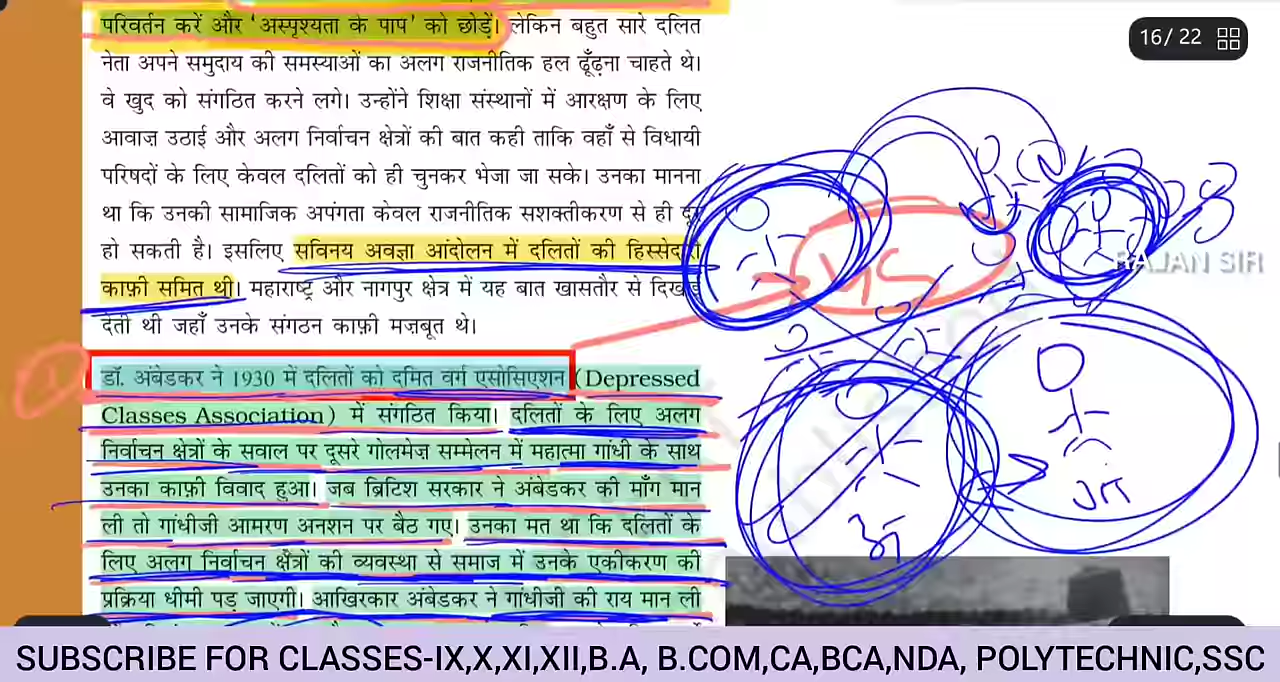 परिवर्तन करें और 'अस्पृश्यता के पाप' को छोड़ें। लेकिन बहुत सारे दलित
16/ 22
नेता अपने समुदाय की समस्याओं का अलग राजनीतिक हल ढूँढ़ना चाहते थे।
वे खुद को संगठित करने लगे। उन्होंने शिक्षा संस्थानों में आरक्षण के लिए
आवाज़ उठाई और अलग निर्वाचन क्षेत्रों की बात कही ताकि वहाँ से विधायी
परिषदों के लिए केवल दलितों को ही चुनकर भेजा जा सके। उनका मानना
था कि उनकी सामाजिक अपंगता केवल राजनीतिक सशक्तीकरण से ही दूर
हो सकती है। इसलिए सविनय अवज्ञा आंदोलन में दलितों की हिस्सेदारी
RAJAN SIR
VS
काफ़ी समित थी। महाराष्ट्र और नागपुर क्षेत्र में यह बात खासतौर से दिखाई
देती थी जहाँ उनके संगठन काफ़ी मज़बूत थे।
डॉ. अंबेडकर ने 1930 में दलितों को दमित वर्ग एसोसिएशन (Depressed
Classes Association) में संगठित किया। दलितों के लिए अलग
निर्वाचन क्षेत्रों के सवाल पर दूसरे गोलमेज़ सम्मेलन में महात्मा गांधी के साथ
उनका काफ़ी विवाद हुआ। जब ब्रिटिश सरकार ने अंबेडकर की माँग मान
ली तो गांधीजी आमरण अनशन पर बैठ गए। उनका मत था कि दलितों के
लिए अलग निर्वाचन क्षेत्रों की व्यवस्था से समाज में उनके एकीकरण की
प्रक्रिया धीमी पड़ जाएगी। आखिरकार अंबेडकर ने गांधीजी की राय मान ली
SUBSCRIBE FOR CLASSES-IX,X,XI,XII,B.A, B.COM,CA,BCA,NDA, POLYTECHNIC,SSC